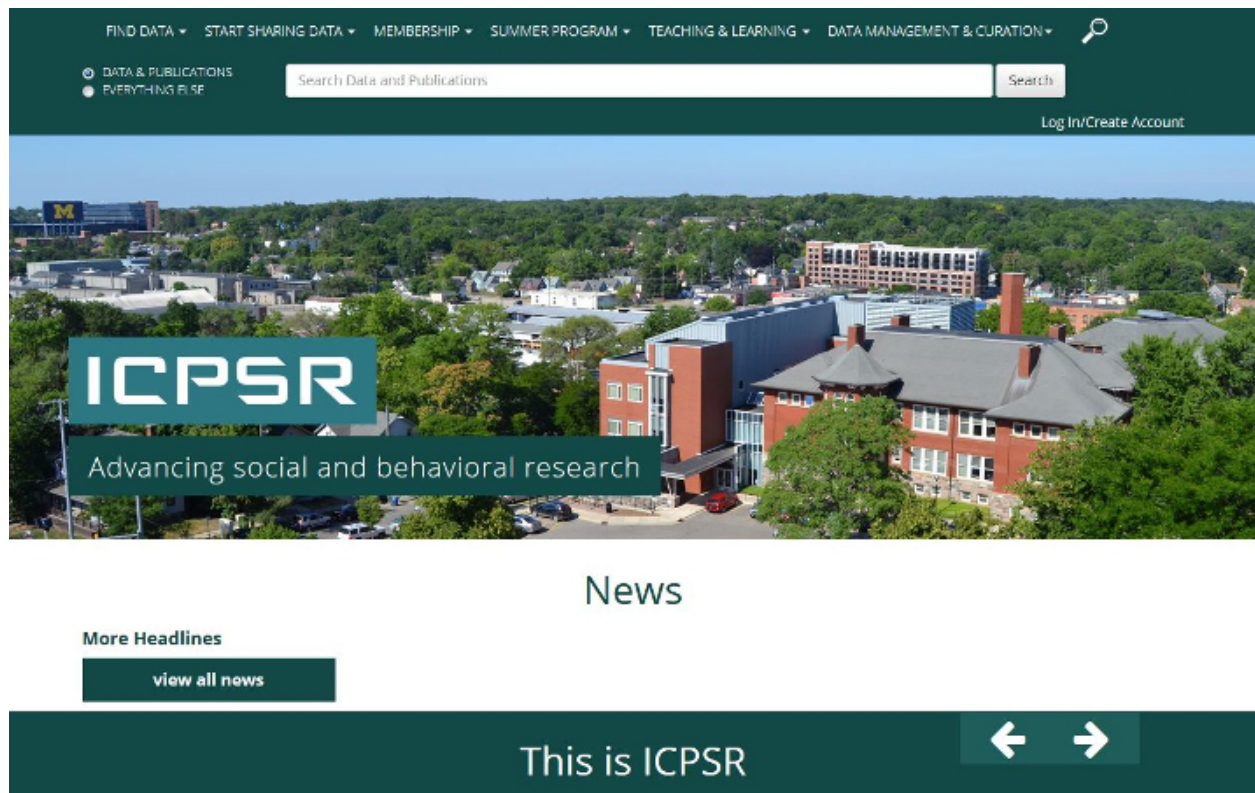 FIND DATA START SHARING DATA MEMBERSHIP SUMMER PROGRAM TEACHING & LEARNING DATA MANAGEMENT & CURATION
DATA & PUBLICATIONS
EVERYTHING ELSE
Search Data and Publications
Search
Log In/Create Account
M
ICPSR
Advancing social and behavioral research
News
More Headlines
view all news
This is ICPSR